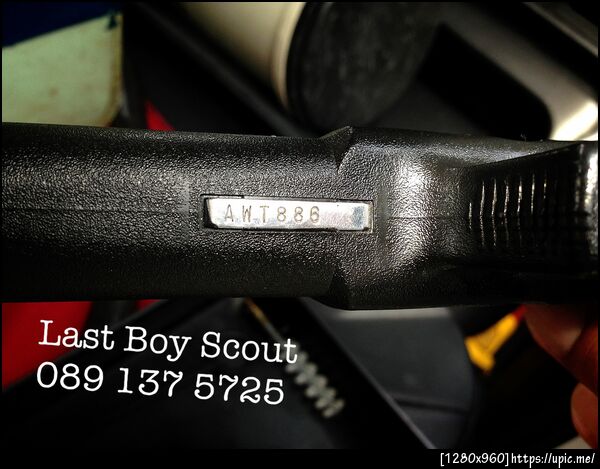 AWT886
Last Boy Scout
089 137 5725
[1280x960]https://upic.me/